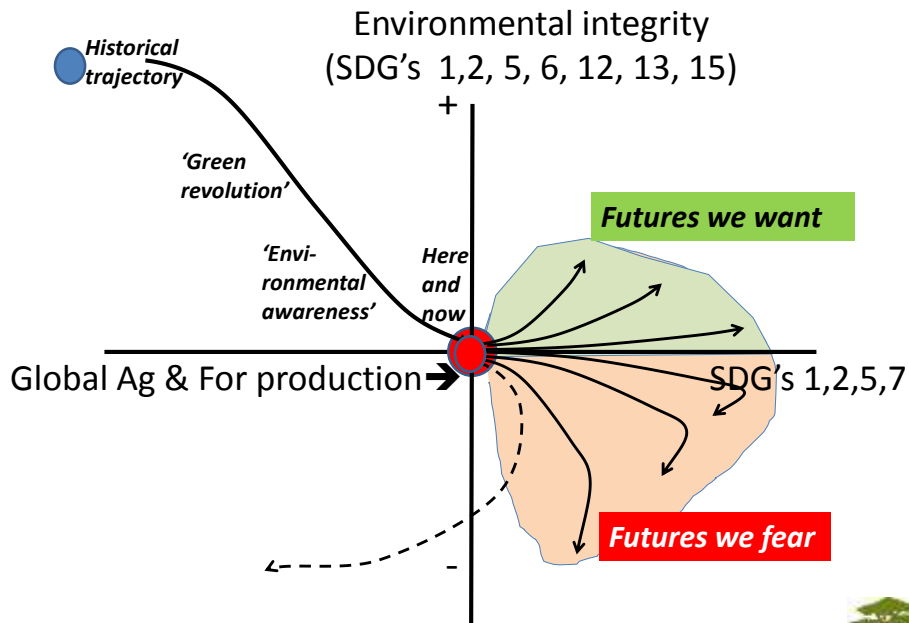 Environmental integrity
(SDG's 1,2, 5, 6, 12, 13, 15)
Historical
trajectory
+
'Green
revolution'
Futures we want
'Envi-
ronmental
awareness'
Here
and
now
Global Ag & For production➔
SDG's 1,2,5,7
Futures we fear
-